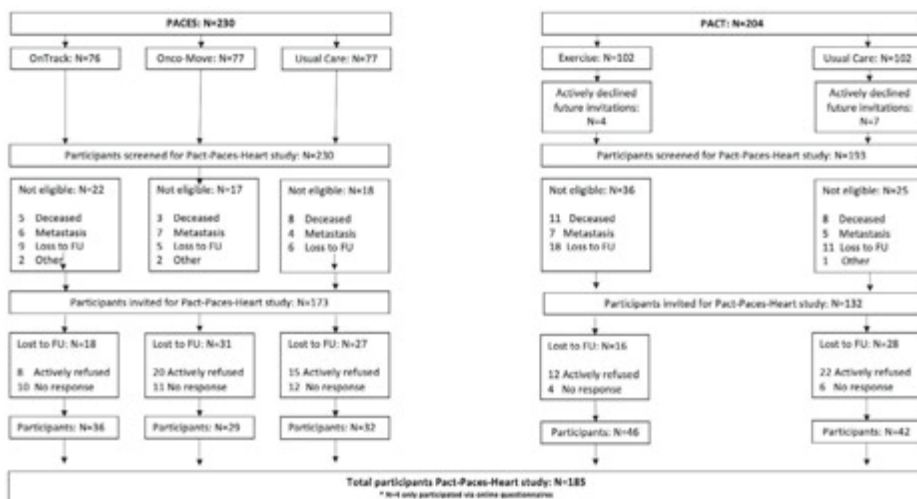 PACES: N=230
OnTrack: N=76
Onco-Move: N=77
Usual Care: N=77
Participants screened for Pact-Paces-Heart study: N=230
Not eligible: N=22
5 Deceased
6 Metastasis
9 Loss to FU
2 Other
Not eligible: N=17
3 Deceased
7 Metastasis
5 Loss to FU
2 Other
Not eligible: N=18
8 Deceased
4 Metastasis
6 Loss to FU
Participants invited for Pact-Paces-Heart study: N=173
Lost to FU: N=18
8 Actively refused
10 No response
Lost to FU: N=31
20 Actively refused
11 No response
Lost to FU: N=27
15 Actively refused
12 No response
Participants: N=36
Participants: N=29
Participants: N=32
PACT: N=204
Exercise: N=102
Usual Care: N=102
Actively declined
future invitations:
N=4
Actively declined
future invitations:
N=7
Participants screened for Pact-Paces-Heart study: N=193
Not eligible: N=36
11 Deceased
7 Metastasis
18 Loss to FU
Not eligible: N=25
8 Deceased
5 Metastasis
11 Loss to FU
1 Other
Participants invited for Pact-Paces-Heart study: N=132
Lost to FU: N=16
12 Actively refused
4 No response
Lost to FU: N=28
22 Actively refused
6 No response
Participants: N=46
Participants: N=42
Total participants Pact-Paces-Heart study: N=185
* N=4 only participated via online questionnaires